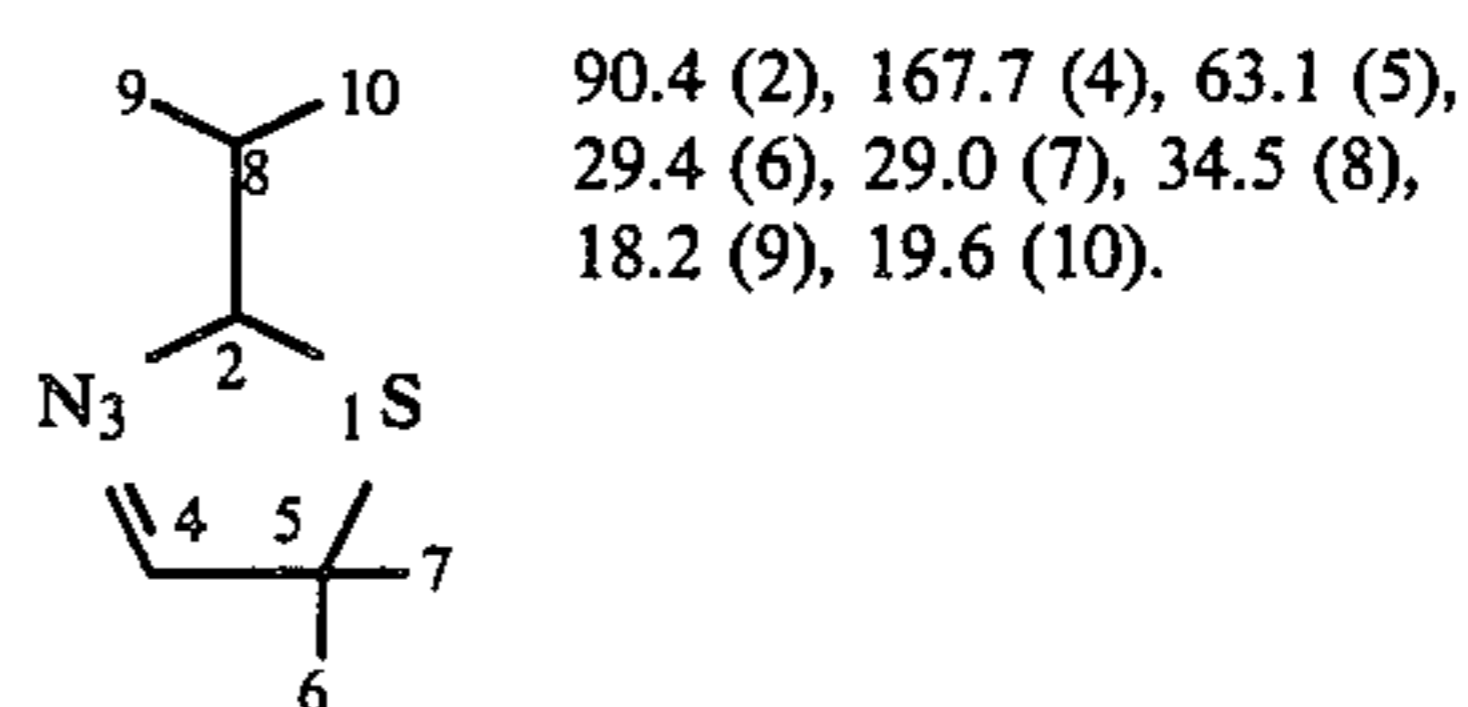 9 10
8
90.4 (2), 167.7 (4), 63.1 (5),
29.4 (6), 29.0 (7), 34.5 (8),
18.2 (9), 19.6 (10).
2
N3 1 S
4 5
7
6